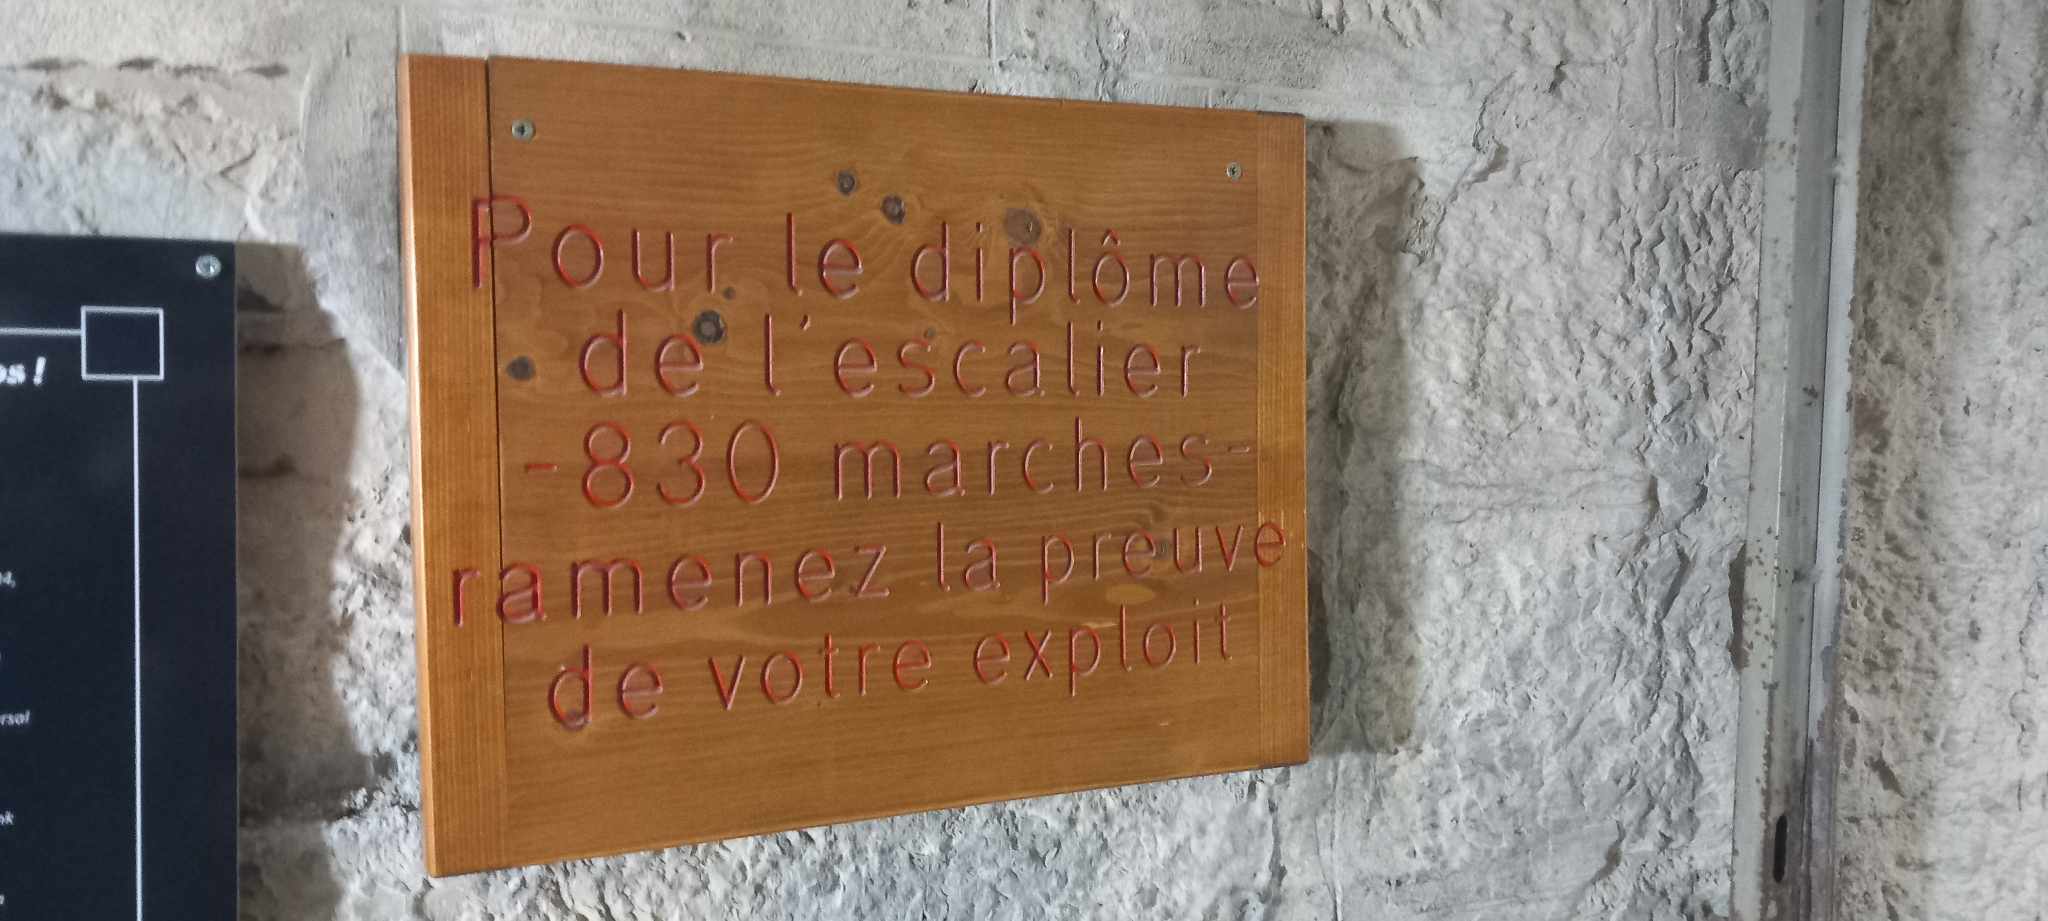 Pour le diplôme
de l'escalier
-830 marches-
ramenez la preuve
de votre exploit